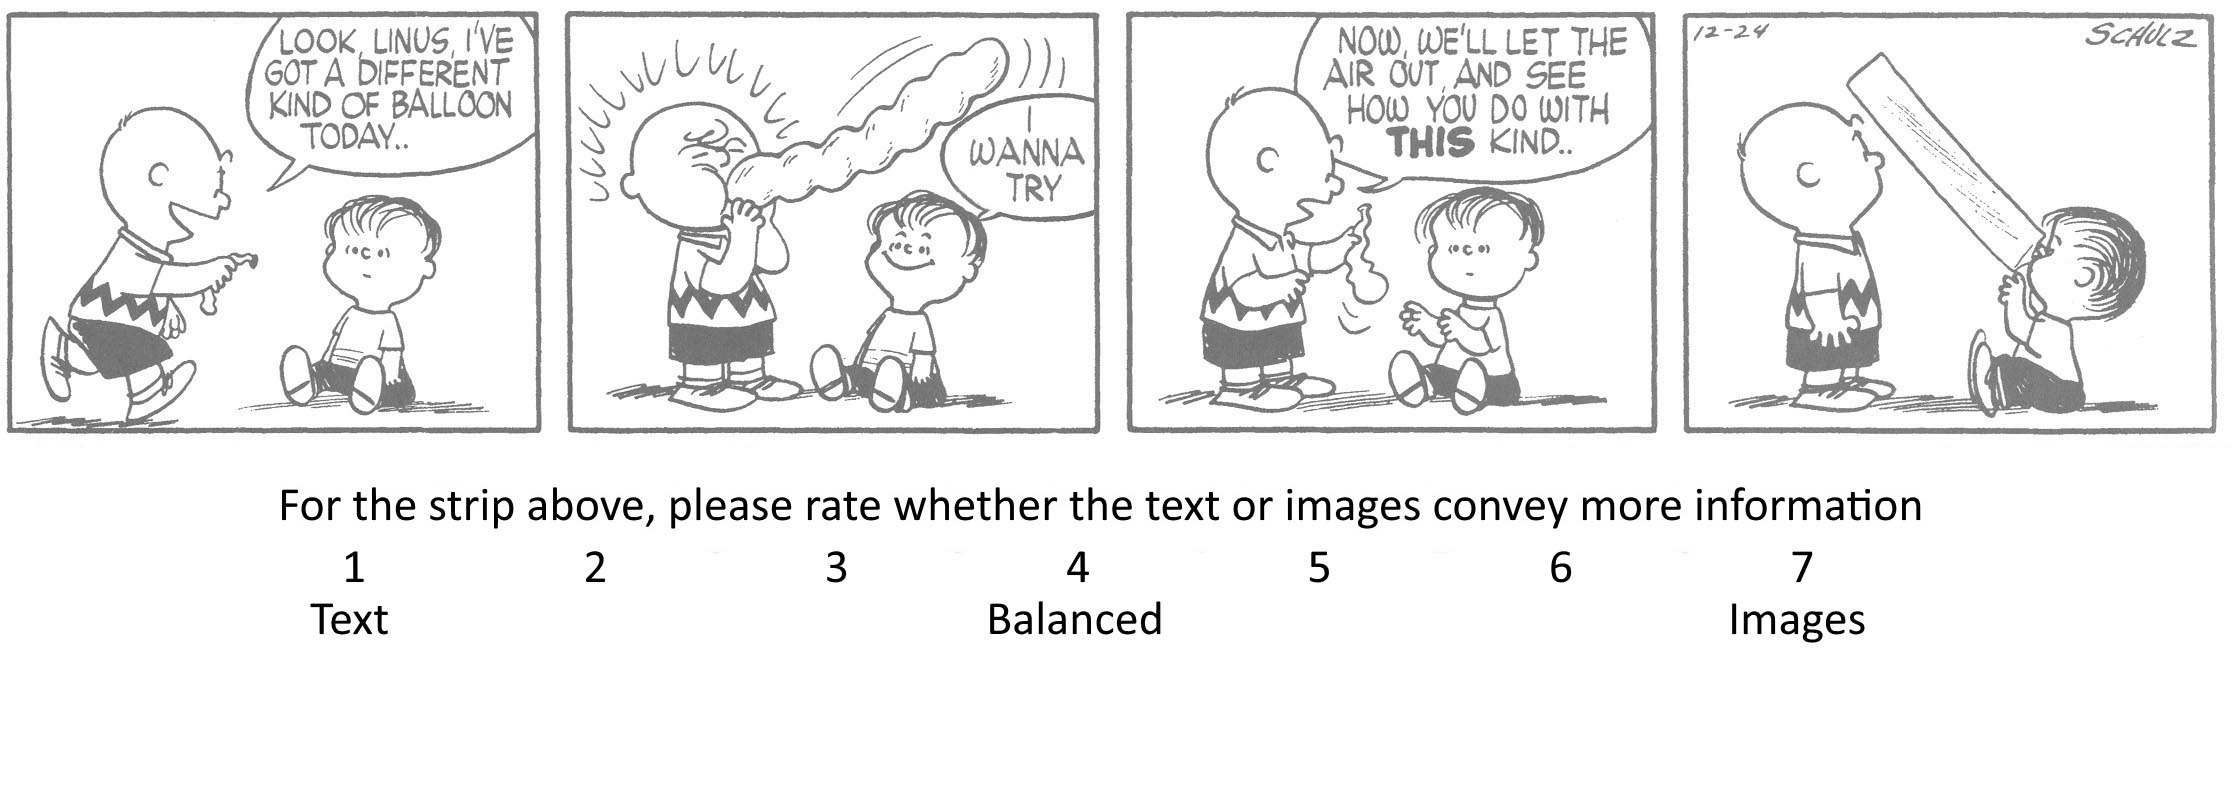 LOOK, LINUS, I'VE
GOT A DIFFERENT
KIND OF BALLOON
TODAY..
I
WANNA
TRY
NOW, WE'LL LET THE
AIR OUT, AND SEE
HOW YOU DO WITH
THIS KIND..
12-24
SCHULZ
For the strip above, please rate whether the text or images convey more information
1 2 3 4 5 6 7
Text Balanced Images